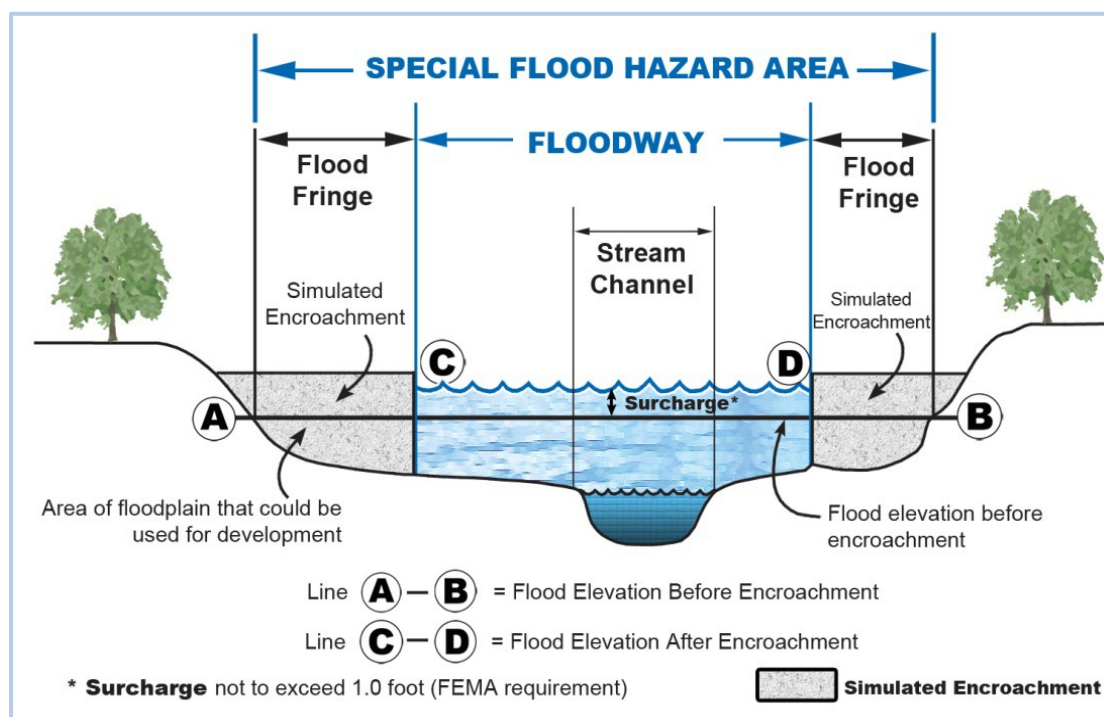 SPECIAL FLOOD HAZARD AREA
FLOODWAY
Flood
Fringe
Flood
Fringe
Stream
Channel
Simulated
Encroachment
Simulated
Encroachment
C
D
Surcharge*
A
B
Area of floodplain that could be
used for development
Flood elevation before
encroachment
Line A – B = Flood Elevation Before Encroachment
Line C – D = Flood Elevation After Encroachment
* Surcharge not to exceed 1.0 foot (FEMA requirement)
Simulated Encroachment